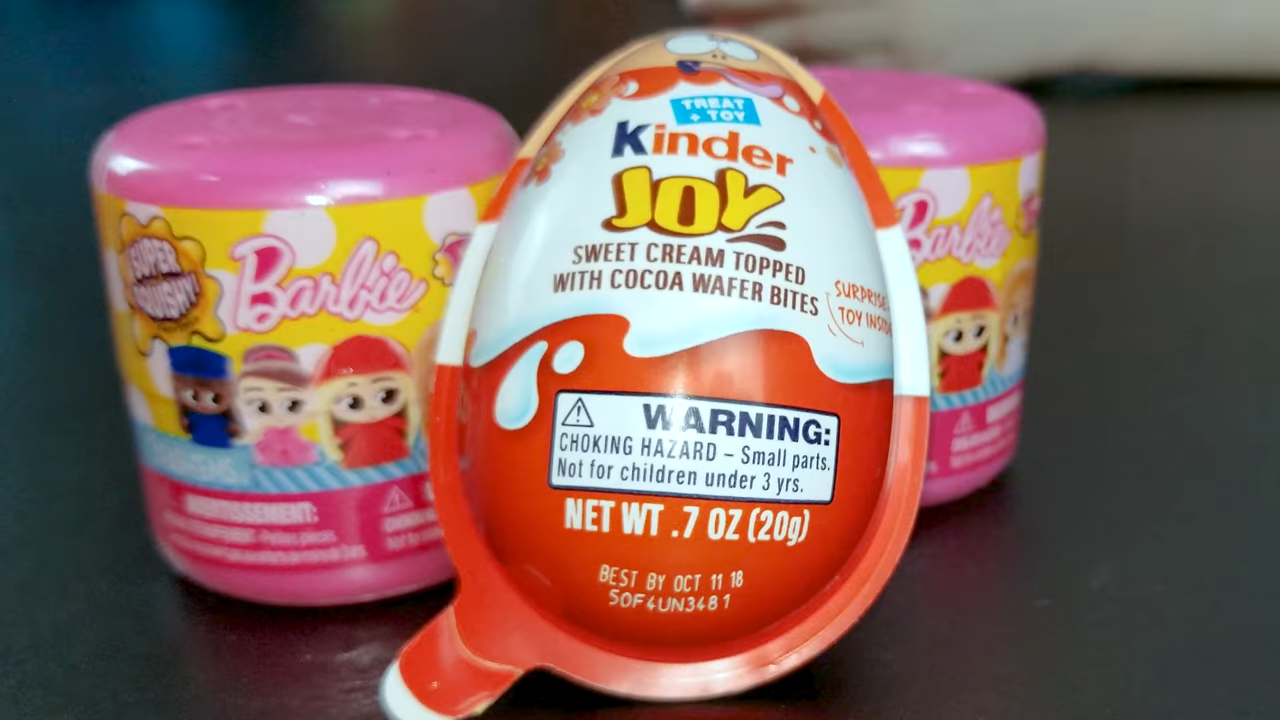 TREAT
+ TOY
Kinder
JOY
SWEET CREAM TOPPED
WITH COCOA WAFER BITES
SURPRISE
TOY INSIDE
WARNING:
CHOKING HAZARD – Small parts.
Not for children under 3 yrs.
NET WT .7 OZ (20g)
BEST BY OCT 11 18
50F4UN3481
SUPER
SQUISHY!
Barbie
AVERTISSEMENT:
Barbie